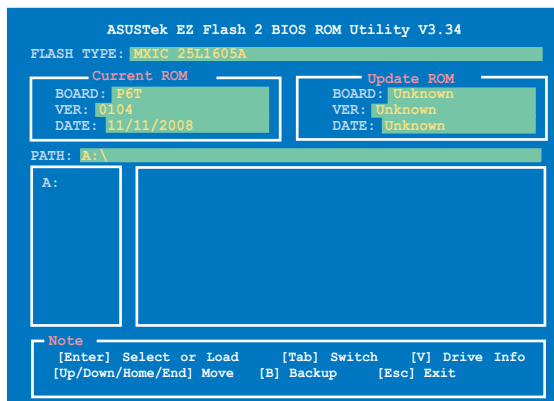 ASUSTek EZ Flash 2 BIOS ROM Utility V3.34
FLASH TYPE: MXIC 25L1605A
Current ROM
BOARD: P6T
VER: 0104
DATE: 11/11/2008
Update ROM
BOARD: Unknown
VER: Unknown
DATE: Unknown
PATH: A:\
A:
Note
[Enter] Select or Load [Tab] Switch [V] Drive Info
[Up/Down/Home/End] Move [B] Backup [Esc] Exit